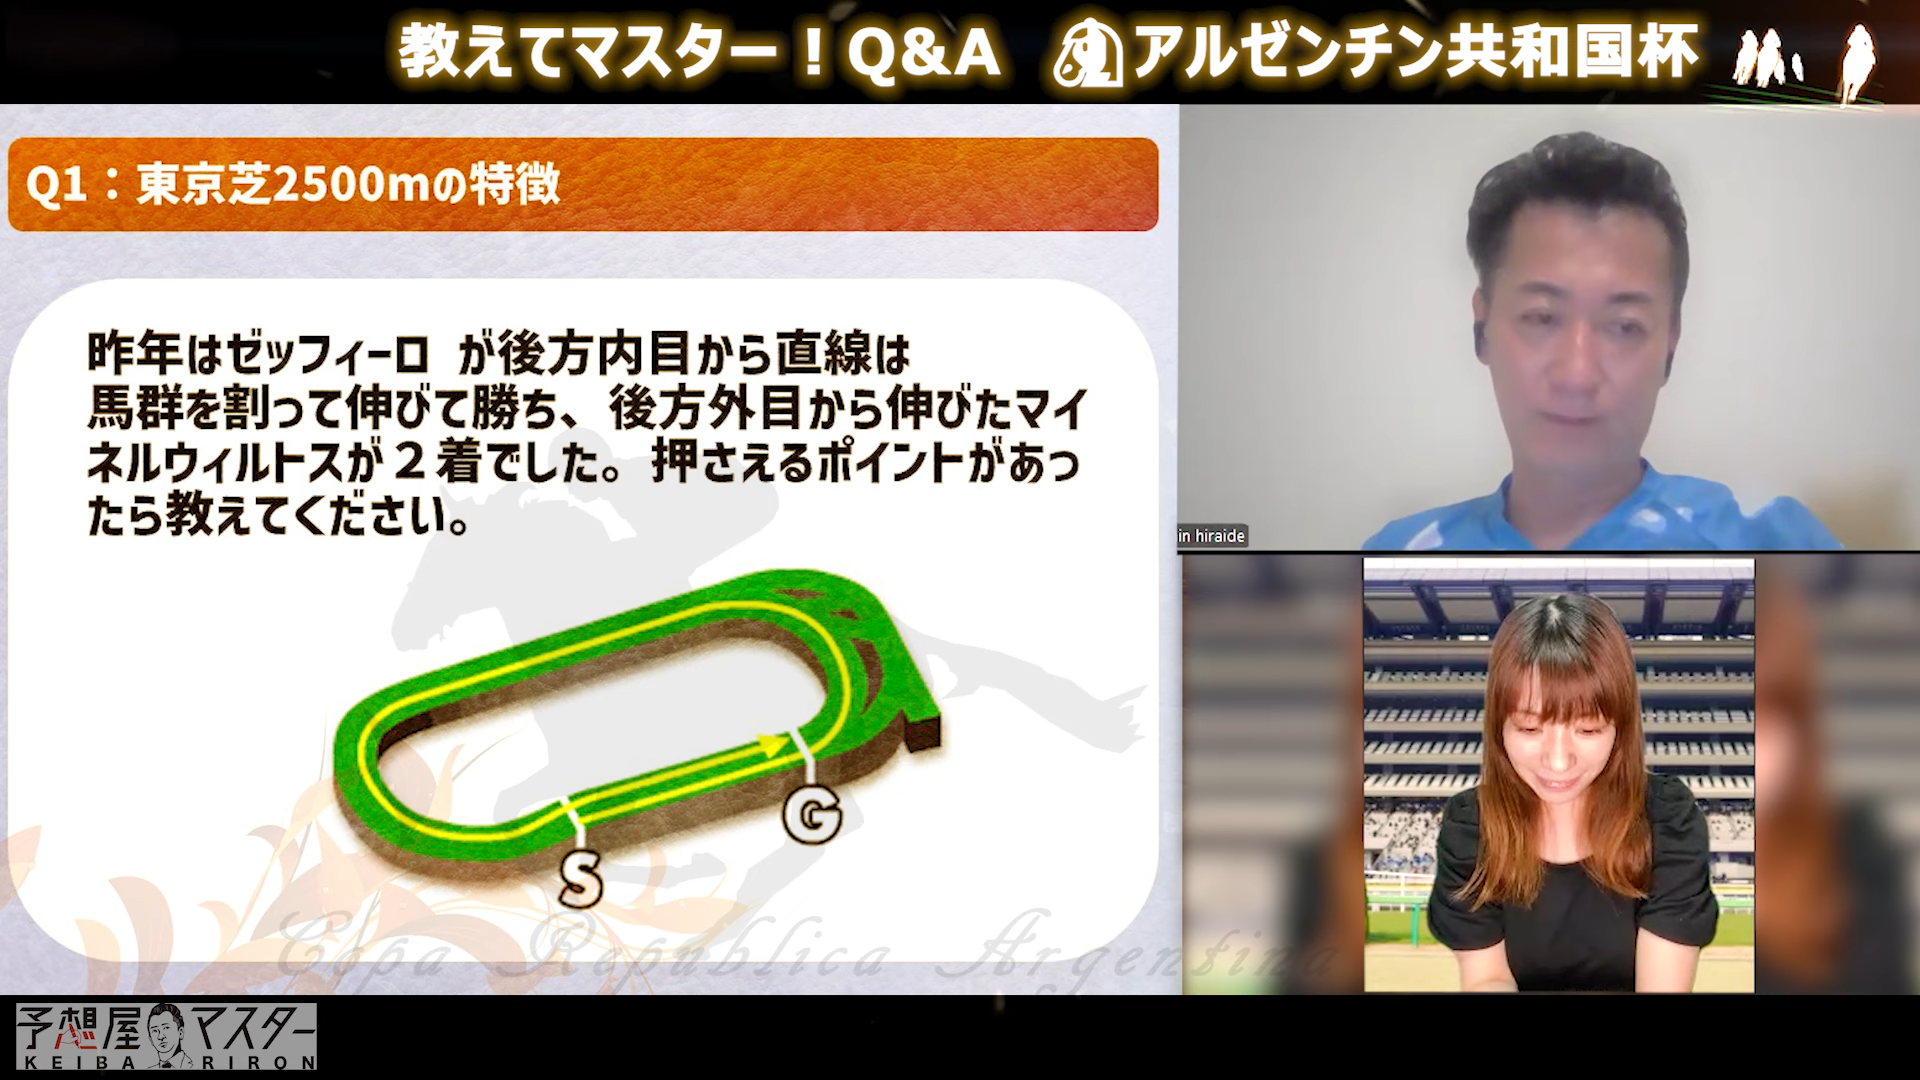 教えてマスター！Q&A アルゼンチン共和国杯
Q1：東京芝2500mの特徴
昨年はゼッフィーロ が後方内目から直線は
馬群を割って伸びて勝ち、後方外目から伸びたマイ
ネルウィルトスが２着でした。押さえるポイントがあっ
たら教えてください。
G
S
Copa República Argentina
in hiraide
予想屋マスター
KEIBA RIRON